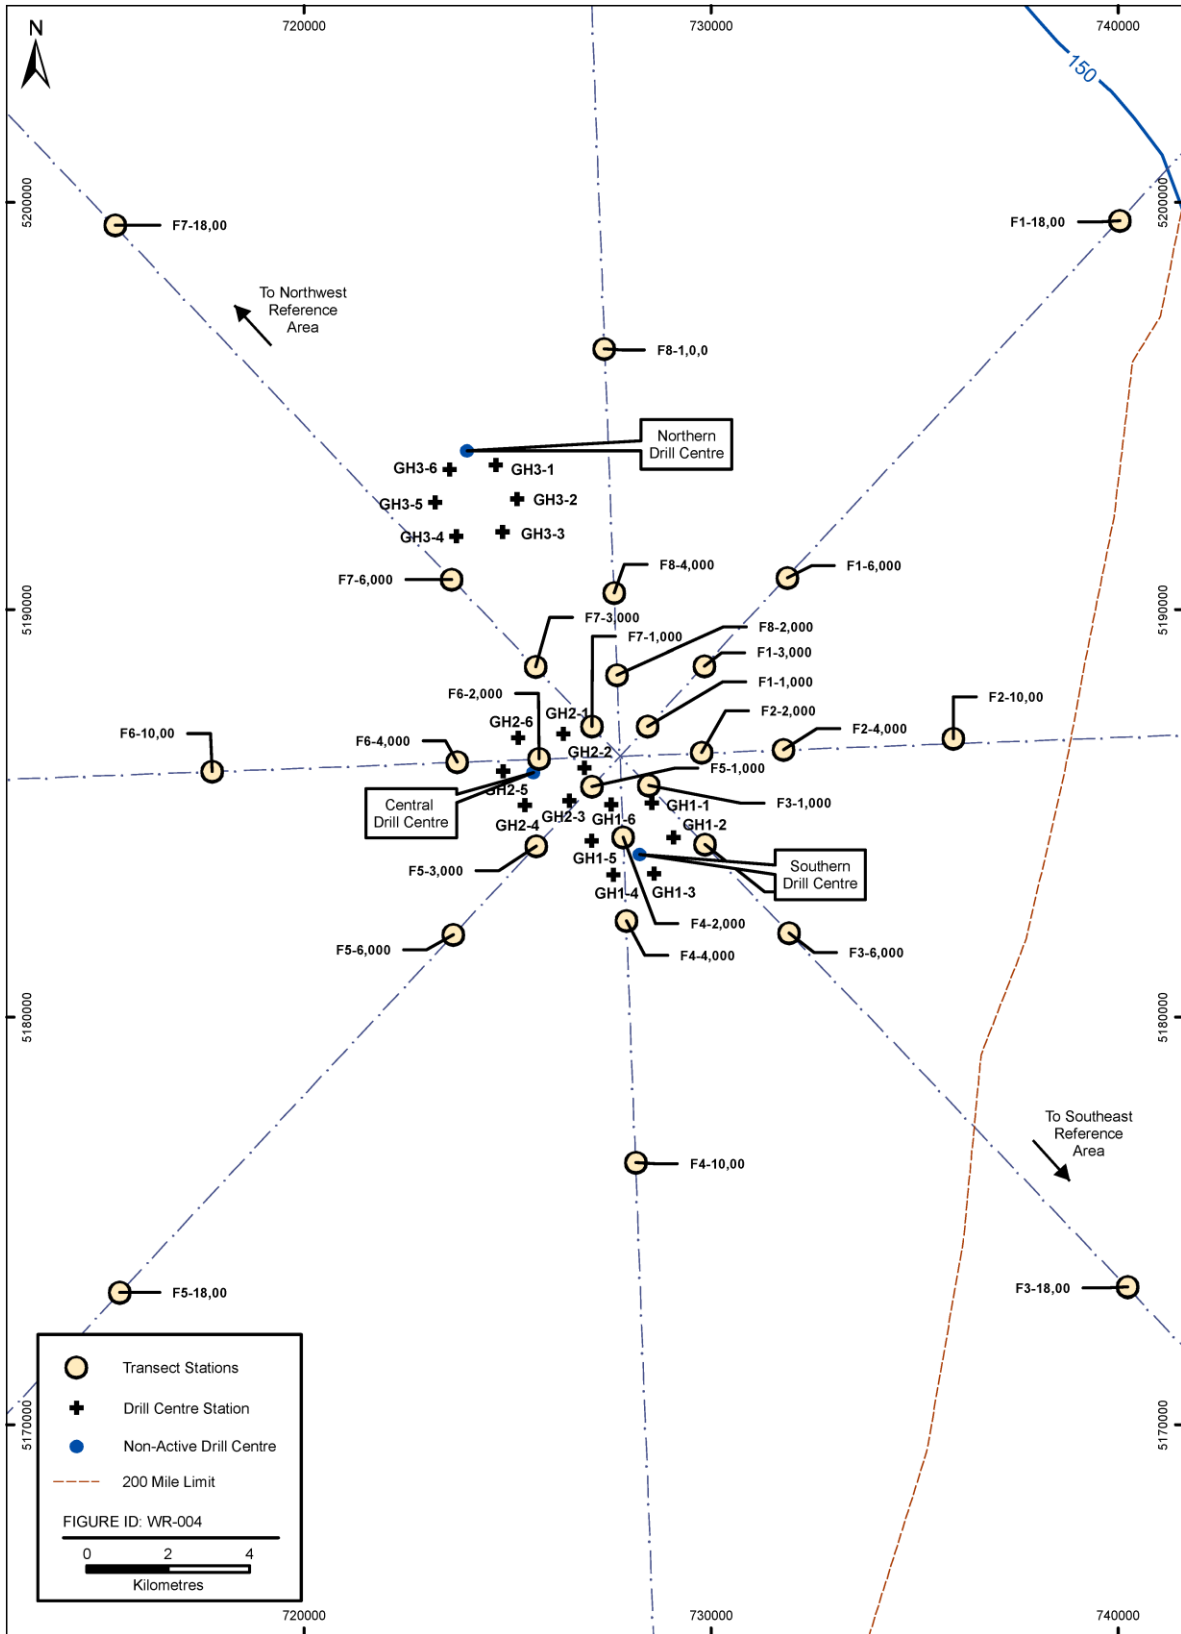 N
720000
730000
740000
150
5200000
5200000
F7-18,00
F1-18,00
To Northwest
Reference
Area
F8-1,0,0
Northern
Drill Centre
GH3-6
GH3-1
GH3-5
GH3-2
GH3-4
GH3-3
F7-6,000
F8-4,000
F1-6,000
5190000
5190000
F7-3,000
F8-2,000
F7-1,000
F1-3,000
F1-1,000
F6-2,000
F2-10,00
GH2-1
F2-2,000
GH2-6
F2-4,000
F6-10,00
F6-4,000
GH2-2
F5-1,000
GH2-5
Central
Drill Centre
GH1-1
F3-1,000
GH2-3
GH1-6
GH2-4
GH1-2
GH1-5
Southern
Drill Centre
F5-3,000
GH1-4
GH1-3
F4-2,000
F5-6,000
F4-4,000
F3-6,000
5180000
5180000
To Southeast
Reference
Area
F4-10,00
F5-18,00
F3-18,00
Transect Stations
Drill Centre Station
Non-Active Drill Centre
200 Mile Limit
FIGURE ID: WR-004
0 2 4
Kilometres
5170000
5170000
720000
730000
740000